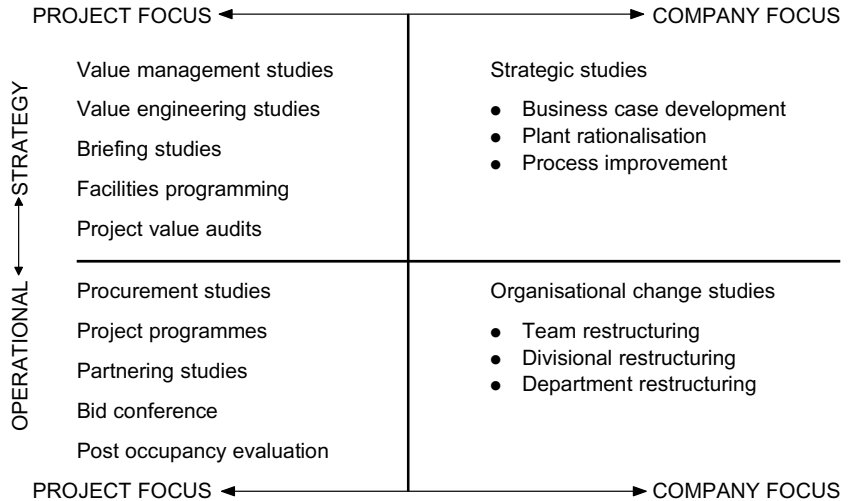 PROJECT FOCUS
COMPANY FOCUS
STRATEGY
Value management studies
Value engineering studies
Briefing studies
Facilities programming
Project value audits
Strategic studies
● Business case development
● Plant rationalisation
● Process improvement
OPERATIONAL
Procurement studies
Project programmes
Partnering studies
Bid conference
Post occupancy evaluation
Organisational change studies
● Team restructuring
● Divisional restructuring
● Department restructuring
PROJECT FOCUS
COMPANY FOCUS